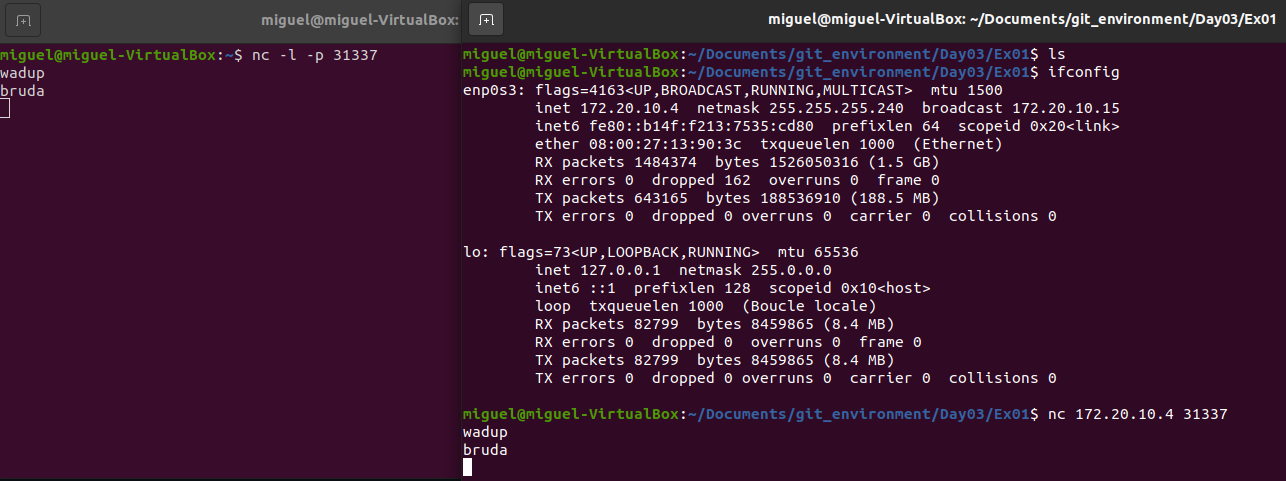 miguel@miguel-VirtualBox:
miguel@miguel-VirtualBox:~$ nc -l -p 31337
wadup
bruda
miguel@miguel-VirtualBox: ~/Documents/git_environment/Day03/Ex01
miguel@miguel-VirtualBox:~/Documents/git_environment/Day03/Ex01$ ls
miguel@miguel-VirtualBox:~/Documents/git_environment/Day03/Ex01$ ifconfig
enp0s3: flags=4163<UP,BROADCAST,RUNNING,MULTICAST>  mtu 1500
        inet 172.20.10.4  netmask 255.255.255.240  broadcast 172.20.10.15
        inet6 fe80::b14f:f213:7535:cd80  prefixlen 64  scopeid 0x20<link>
        ether 08:00:27:13:90:3c  txqueuelen 1000  (Ethernet)
        RX packets 1484374  bytes 1526050316 (1.5 GB)
        RX errors 0  dropped 162  overruns 0  frame 0
        TX packets 643165  bytes 188536910 (188.5 MB)
        TX errors 0  dropped 0 overruns 0  carrier 0  collisions 0
lo: flags=73<UP,LOOPBACK,RUNNING>  mtu 65536
        inet 127.0.0.1  netmask 255.0.0.0
        inet6 ::1  prefixlen 128  scopeid 0x10<host>
        loop  txqueuelen 1000  (Boucle locale)
        RX packets 82799  bytes 8459865 (8.4 MB)
        RX errors 0  dropped 0  overruns 0  frame 0
        TX packets 82799  bytes 8459865 (8.4 MB)
        TX errors 0  dropped 0 overruns 0  carrier 0  collisions 0
miguel@miguel-VirtualBox:~/Documents/git_environment/Day03/Ex01$ nc 172.20.10.4 31337
wadup
bruda